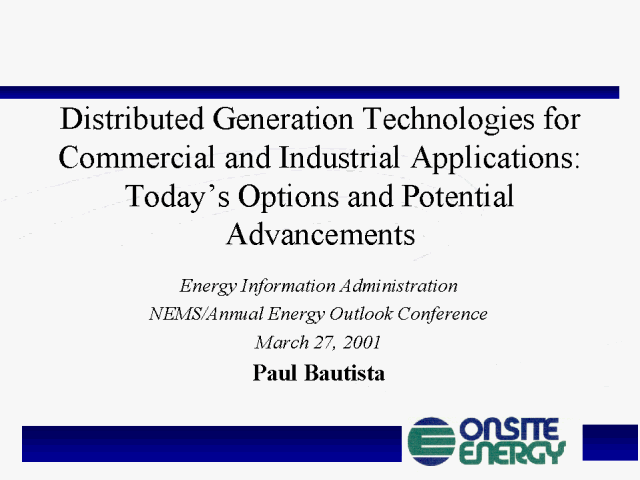 Distributed Generation Technologies for
Commercial and Industrial Applications:
Today's Options and Potential
Advancements
Energy Information Administration
NEMS/Annual Energy Outlook Conference
March 27, 2001
Paul Bautista
ONSITE
ENERGY